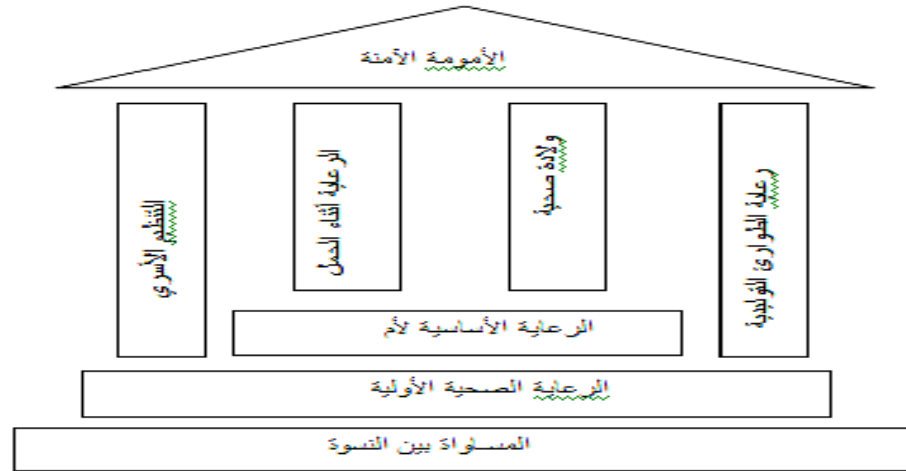 الأمومة الآمنة
رعاية الطوارئ التوليدية
ولادة صحية
الرعاية أثناء الحمل
التنظيم الأسري
الرعاية الأساسية لأم
الرعاية الصحية الأولية
المساواة بين النسوة